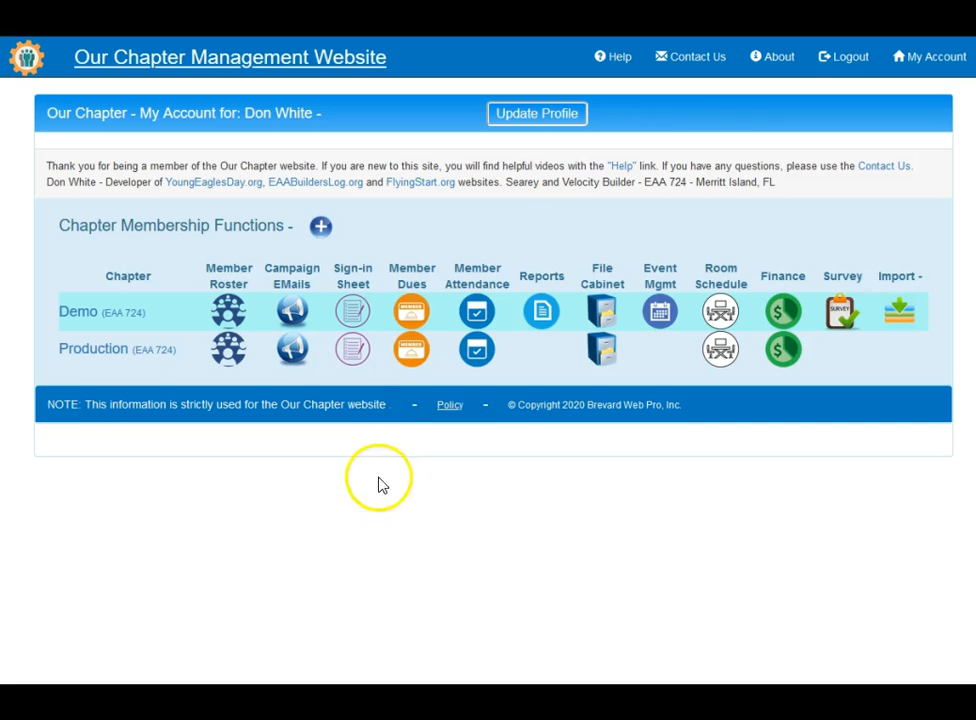 Our Chapter Management Website
Help Contact Us About Logout My Account
Our Chapter - My Account for: Don White - Update Profile
Thank you for being a member of the Our Chapter website. If you are new to this site, you will find helpful videos with the "Help" link. If you have any questions, please use the Contact Us.
Don White - Developer of YoungEaglesDay.org, EAABuildersLog.org and FlyingStart.org websites. Searey and Velocity Builder - EAA 724 - Merritt Island, FL
Chapter Membership Functions -
Chapter Member Roster Campaign EMails Sign-in Sheet Member Dues Member Attendance Reports File Cabinet Event Mgmt Room Schedule Finance Survey Import -
Demo (EAA 724) MEMBER SURVEY
Production (EAA 724) MEMBER
NOTE: This information is strictly used for the Our Chapter website . - Policy - © Copyright 2020 Brevard Web Pro, Inc.